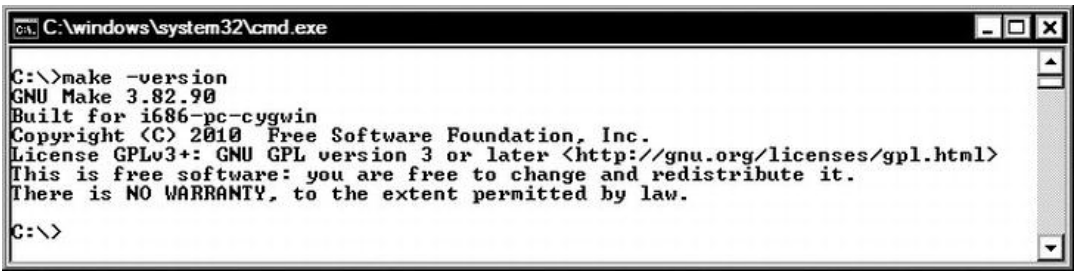 C:\windows\system32\cmd.exe
C:\>make -version
GNU Make 3.82.90
Built for i686-pc-cygwin
Copyright (C) 2010  Free Software Foundation, Inc.
License GPLv3+: GNU GPL version 3 or later <http://gnu.org/licenses/gpl.html>
This is free software: you are free to change and redistribute it.
There is NO WARRANTY, to the extent permitted by law.
C:\>